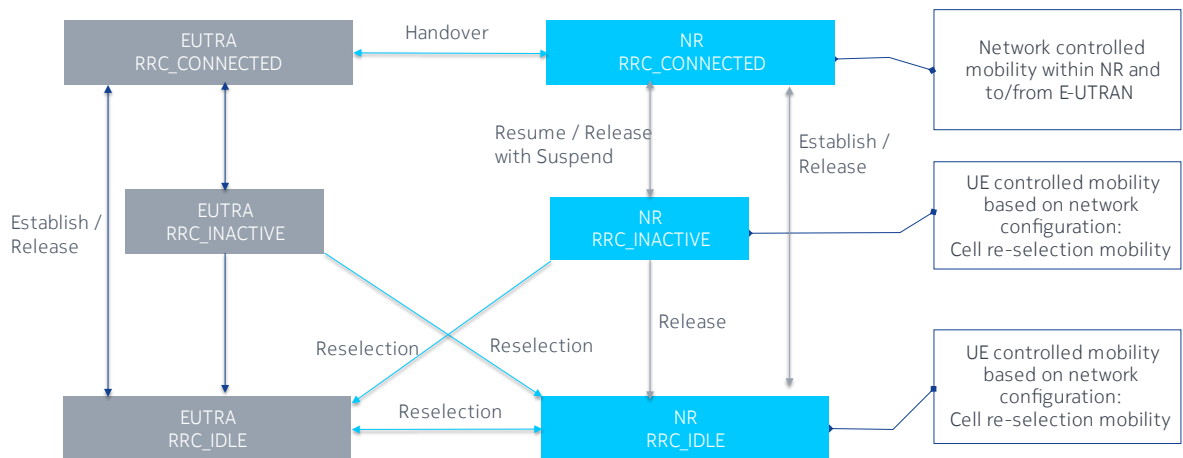 EUTRA
RRC_CONNECTED
Handover
NR
RRC_CONNECTED
Network controlled
mobility within NR and
to/from E-UTRAN
Resume / Release
with Suspend
Establish /
Release
Establish /
Release
EUTRA
RRC_INACTIVE
NR
RRC_INACTIVE
UE controlled mobility
based on network
configuration:
Cell re-selection mobility
Reselection
Reselection
Release
EUTRA
RRC_IDLE
Reselection
NR
RRC_IDLE
UE controlled mobility
based on network
configuration:
Cell re-selection mobility